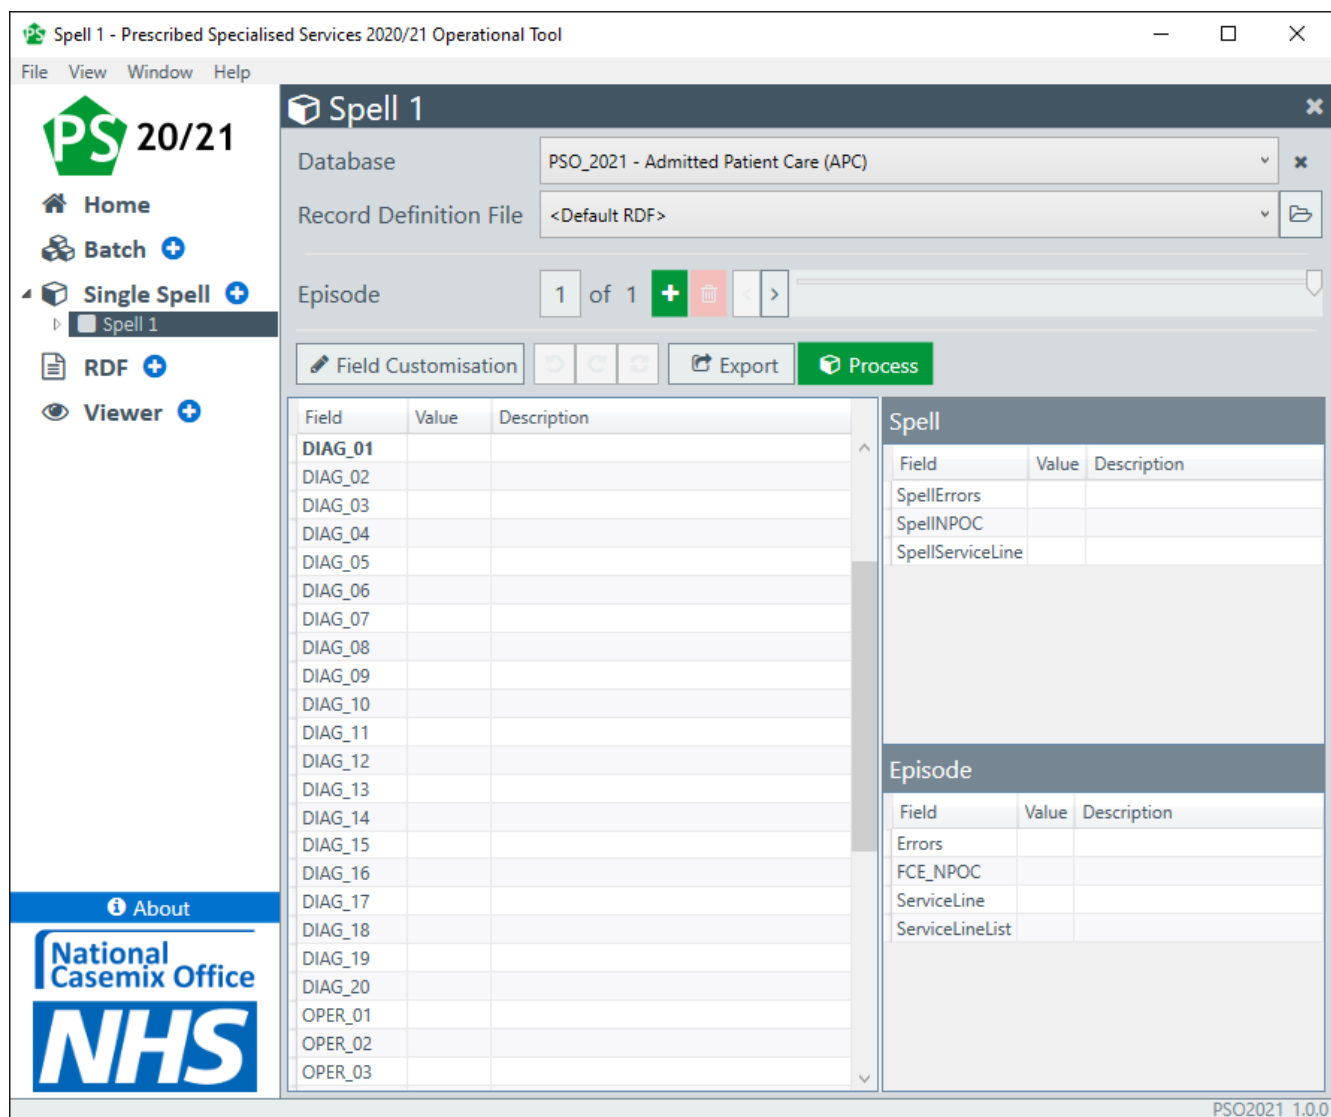 Spell 1 - Prescribed Specialised Services 2020/21 Operational Tool
File View Window Help
PS 20/21
Home
Batch
Single Spell
Spell 1
RDF
Viewer
About
National
Casemix Office
NHS
Spell 1
Database PSO_2021 - Admitted Patient Care (APC)
Record Definition File <Default RDF>
Episode 1 of 1
Field Customisation Export Process
Field Value Description
DIAG_01
DIAG_02
DIAG_03
DIAG_04
DIAG_05
DIAG_06
DIAG_07
DIAG_08
DIAG_09
DIAG_10
DIAG_11
DIAG_12
DIAG_13
DIAG_14
DIAG_15
DIAG_16
DIAG_17
DIAG_18
DIAG_19
DIAG_20
OPER_01
OPER_02
OPER_03
Spell
Field Value Description
SpellErrors
SpellNPOC
SpellServiceLine
Episode
Field Value Description
Errors
FCE_NPOC
ServiceLine
ServiceLineList
PSO2021 1.0.0